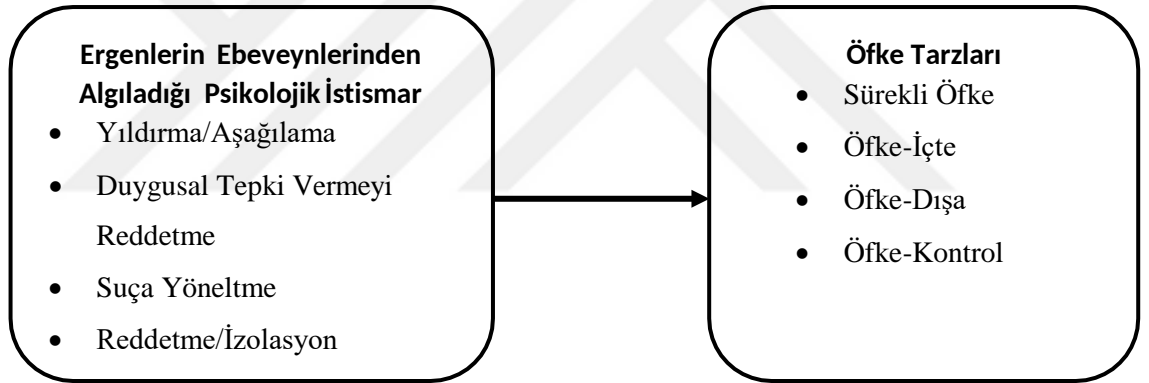 Ergenlerin Ebeveynlerinden
Algıladığı Psikolojik İstismar
• Yıldırma/Aşağılama
• Duygusal Tepki Vermeyi
Reddetme
• Suça Yöneltme
• Reddetme/İzolasyon
Öfke Tarzları
• Sürekli Öfke
• Öfke-İçte
• Öfke-Dışa
• Öfke-Kontrol